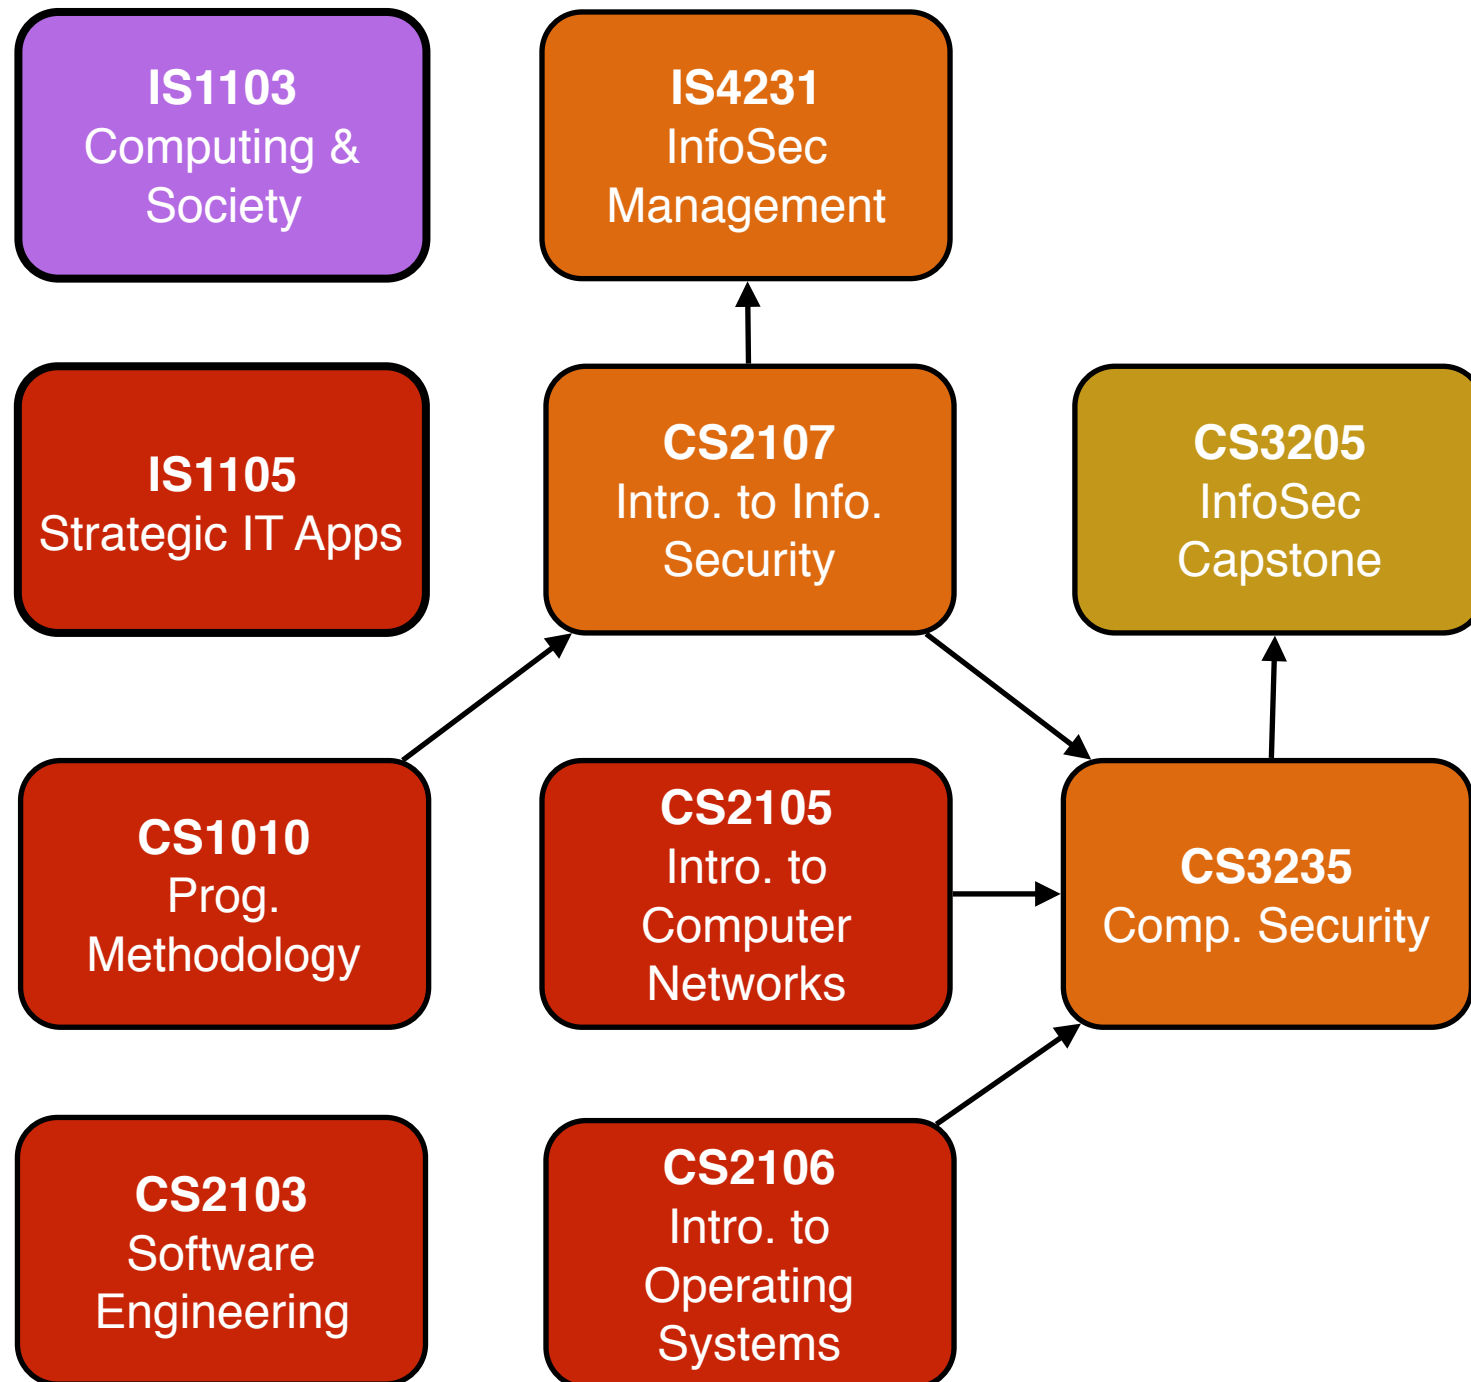 IS1103
Computing &
Society
IS4231
InfoSec
Management
IS1105
Strategic IT Apps
CS2107
Intro. to Info.
Security
CS3205
InfoSec
Capstone
CS1010
Prog.
Methodology
CS2105
Intro. to
Computer
Networks
CS3235
Comp. Security
CS2103
Software
Engineering
CS2106
Intro. to
Operating
Systems